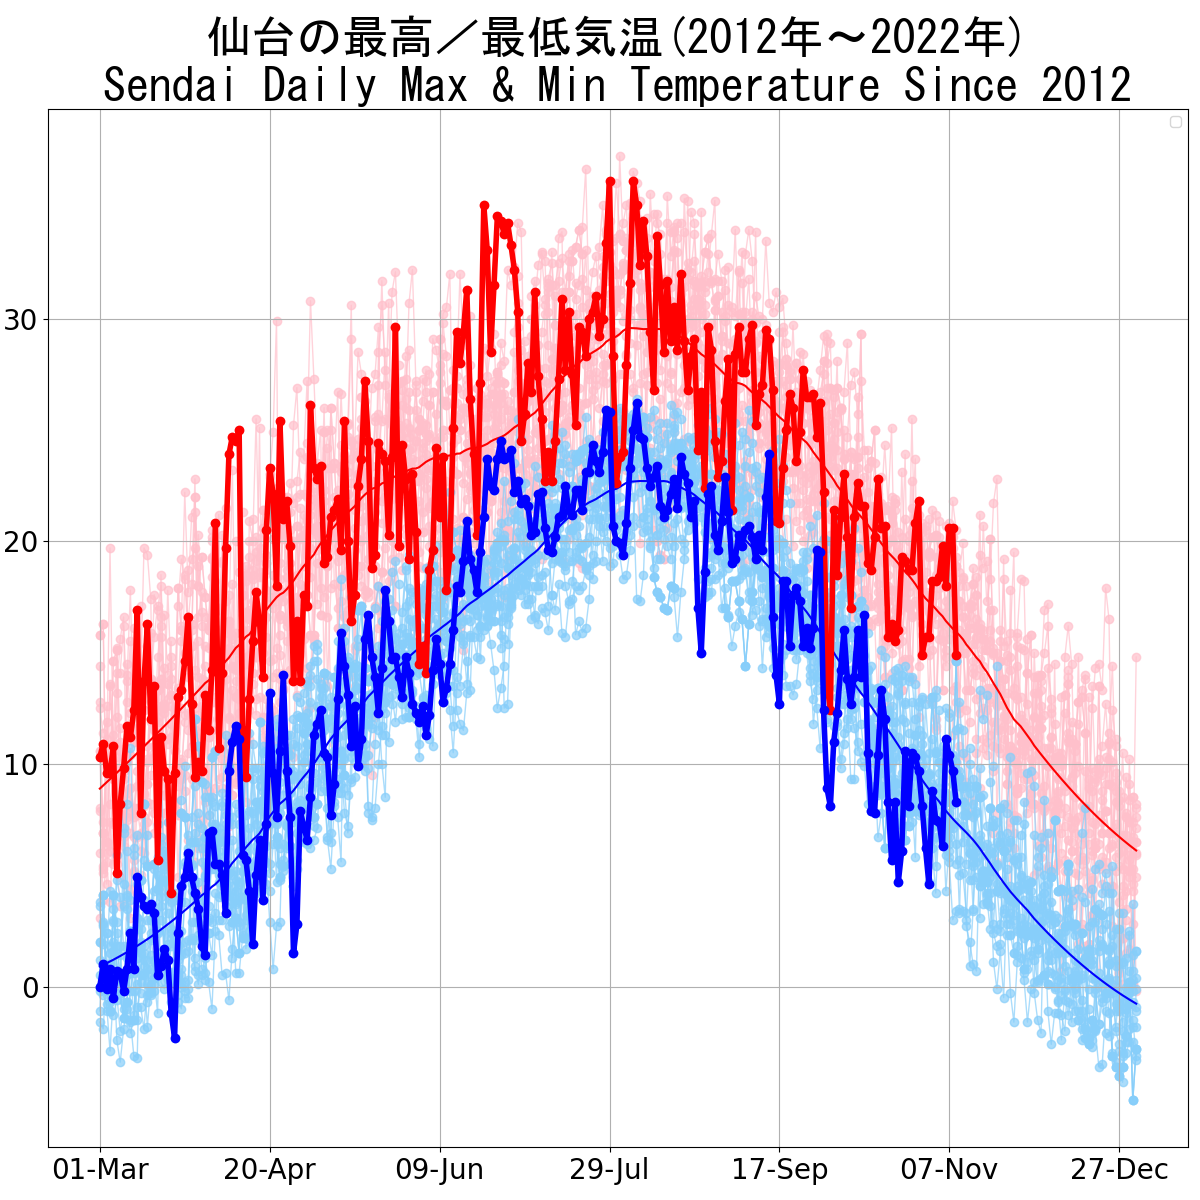 仙台の最高／最低気温(2012年～2022年)
Sendai Daily Max & Min Temperature Since 2012
30
20
10
0
01-Mar 20-Apr 09-Jun 29-Jul 17-Sep 07-Nov 27-Dec